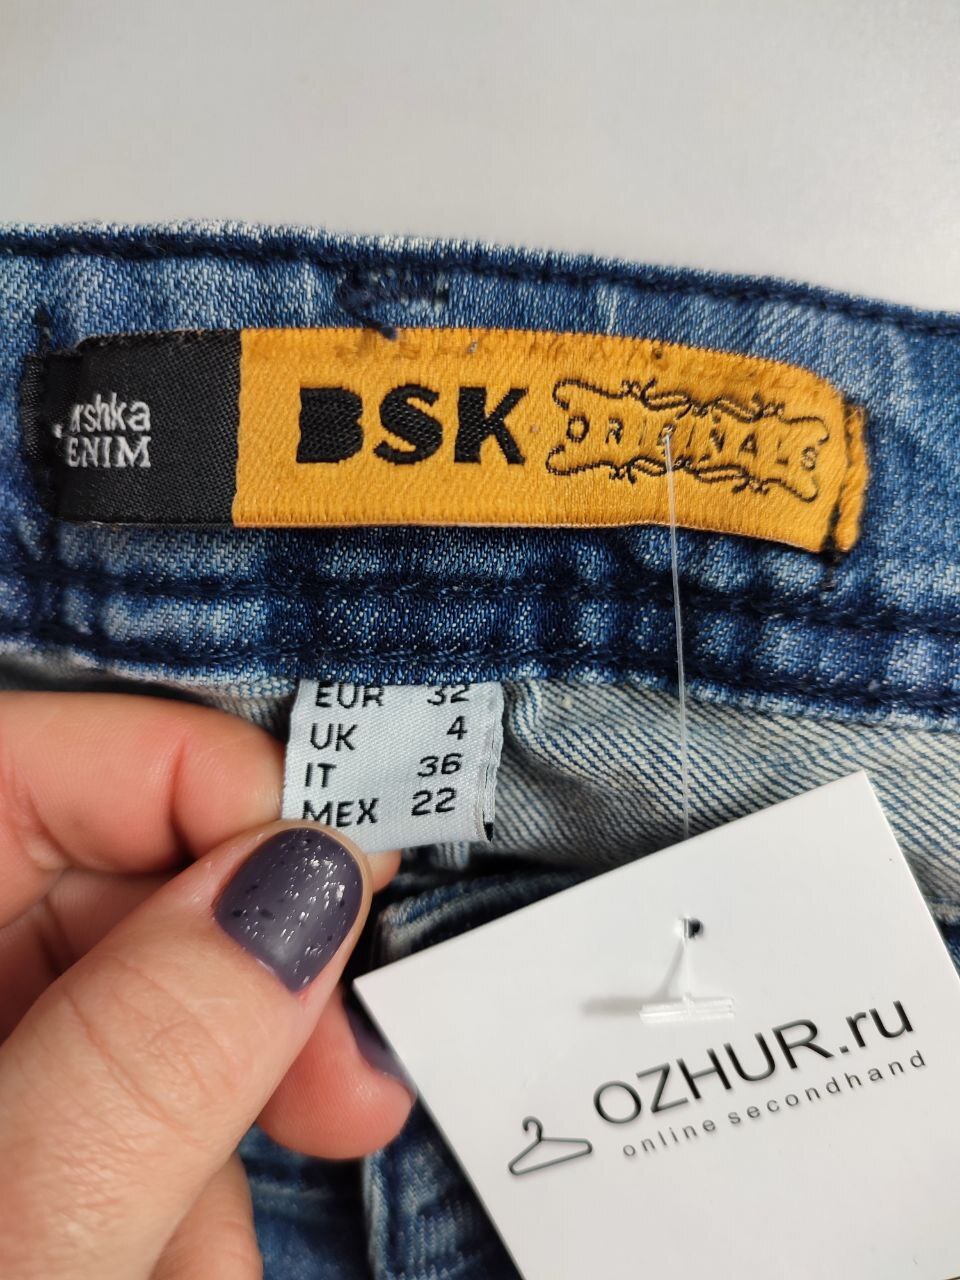 rshka
ENIM
BSK
ORIGINALS
EUR 32
UK 4
IT 36
MEX 22
OZHUR.ru
online secondhand